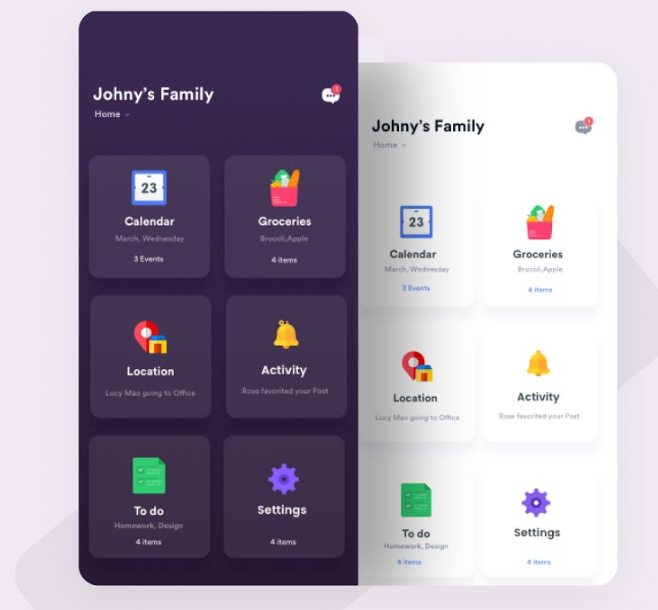 Johny's Family
Home
23
Calendar
March, Wednesday
3 Events
Groceries
Brocoli,Apple
4 items
Location
Lucy Mao going to Office
Activity
Rose favorited your Post
To do
Homework, Design
4 items
Settings
4 items
Johny's Family
Home
23
Calendar
March, Wednesday
3 Events
Groceries
Brocoli,Apple
4 items
Location
Lucy Mao going to Office
Activity
Rose favorited your Post
To do
Homework, Design
4 items
Settings
4 items